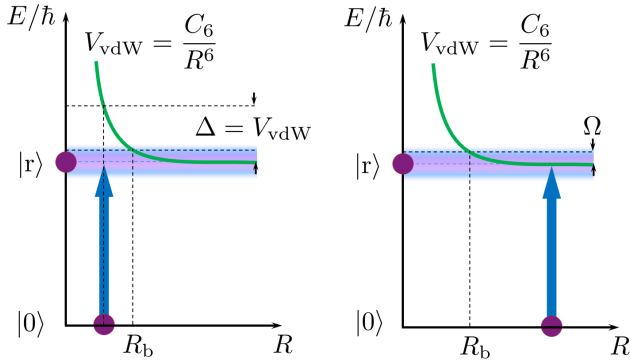 E/ħ
V_vdW = C_6/R^6
Δ = V_vdW
|r⟩
|0⟩
R_b
R
E/ħ
V_vdW = C_6/R^6
Ω
|r⟩
|0⟩
R_b
R